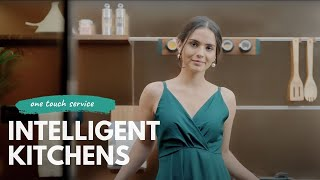 one touch service
INTELLIGENT
KITCHENS